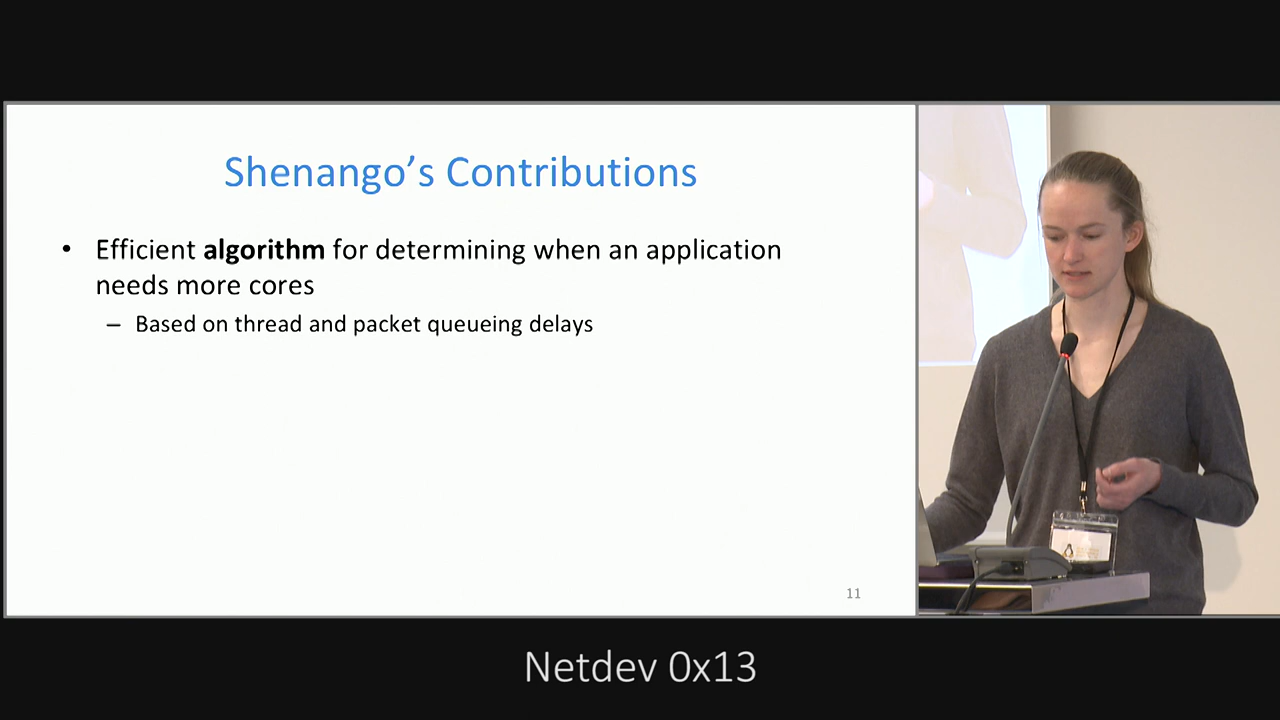 Shenango’s Contributions
• Efficient algorithm for determining when an application
needs more cores
– Based on thread and packet queueing delays
11
Netdev 0x13